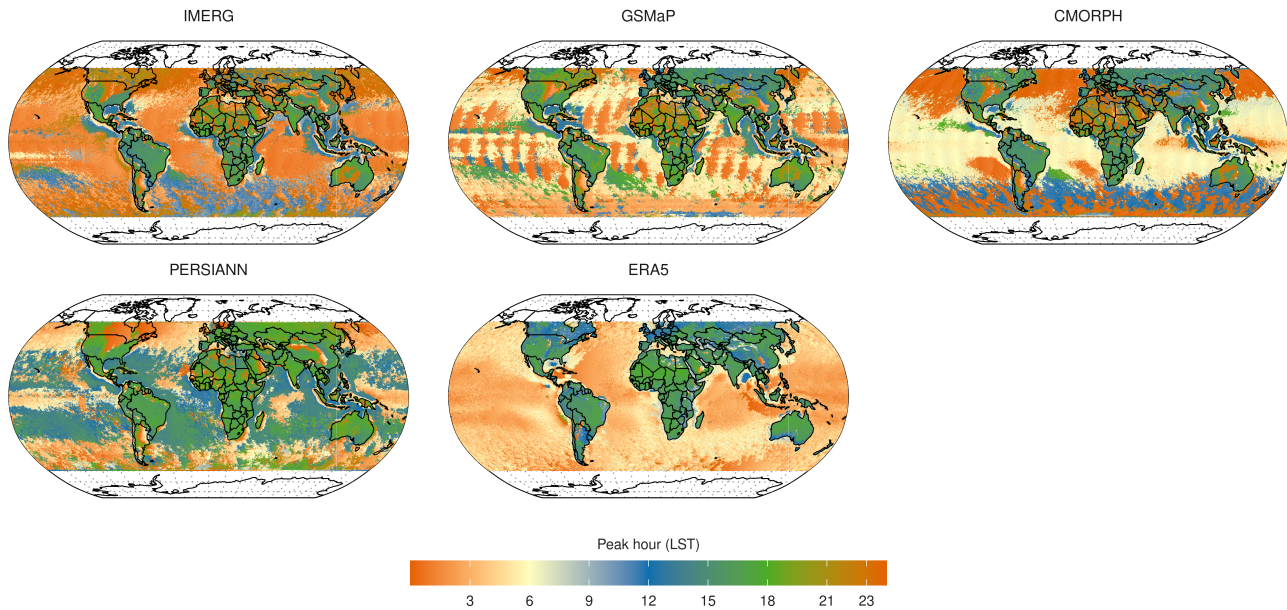 IMERG
GSMaP
CMORPH
PERSIANN
ERA5
Peak hour (LST)
3 6 9 12 15 18 21 23